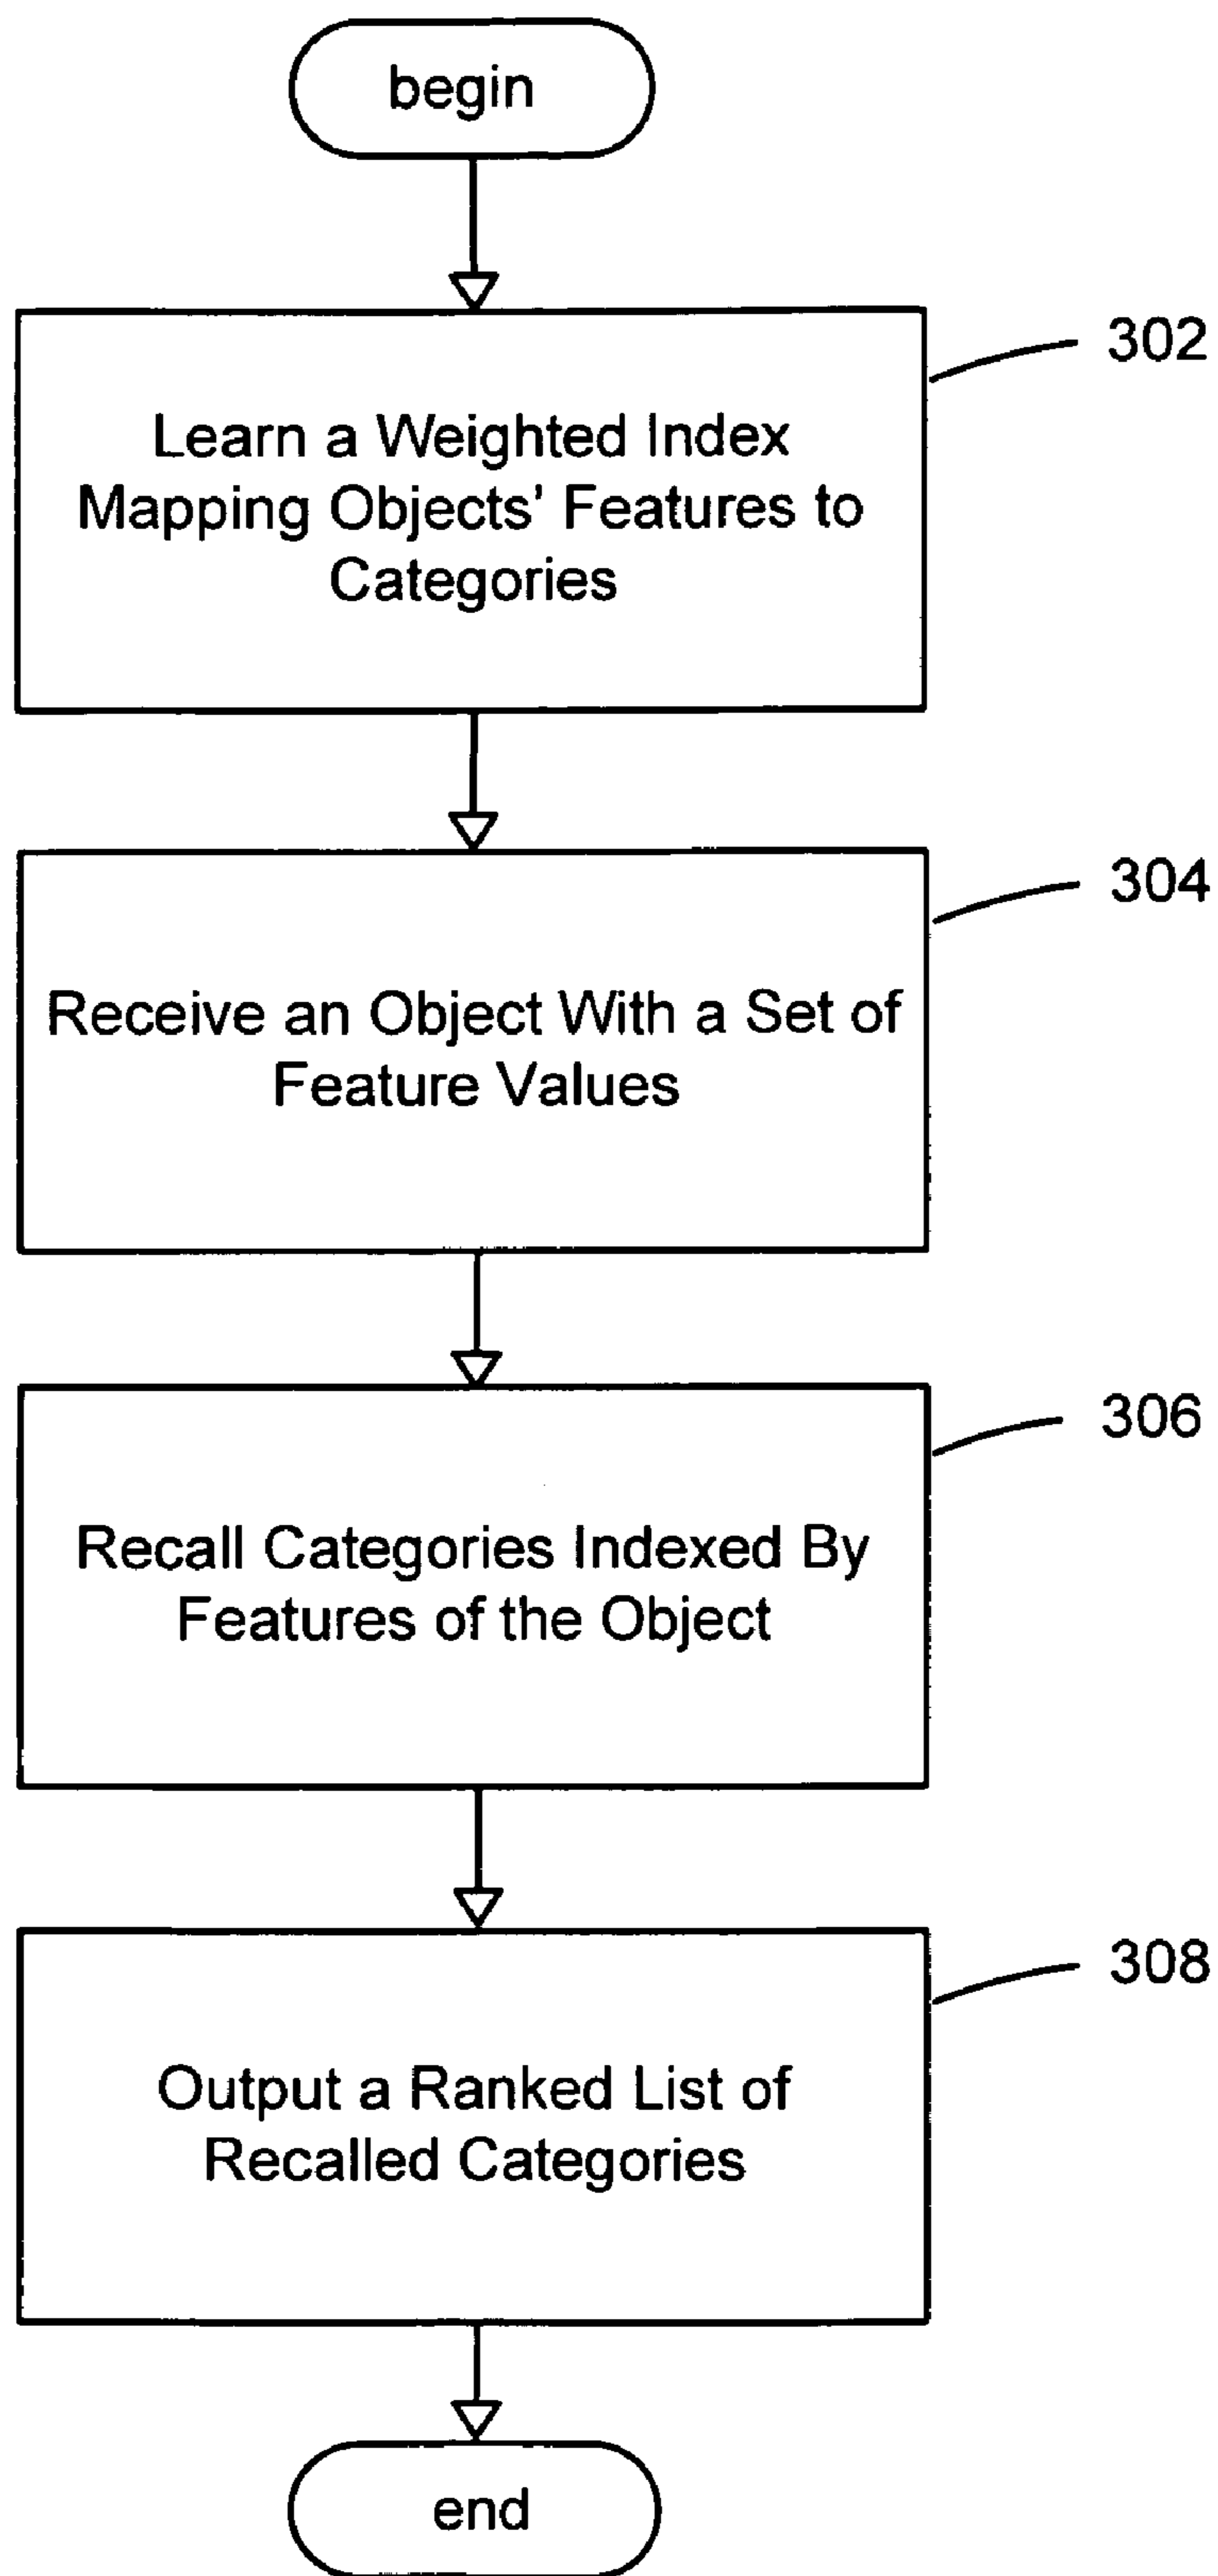 begin
302
Learn a Weighted Index
Mapping Objects' Features to
Categories
304
Receive an Object With a Set of
Feature Values
306
Recall Categories Indexed By
Features of the Object
308
Output a Ranked List of
Recalled Categories
end